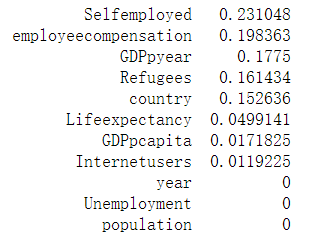 Selfemployed 0.231048
employeecompensation 0.198363
GDPpyear 0.1775
Refugees 0.161434
country 0.152636
Lifeexpectancy 0.0499141
GDPpcapita 0.0171825
Internetusers 0.0119225
year 0
Unemployment 0
population 0